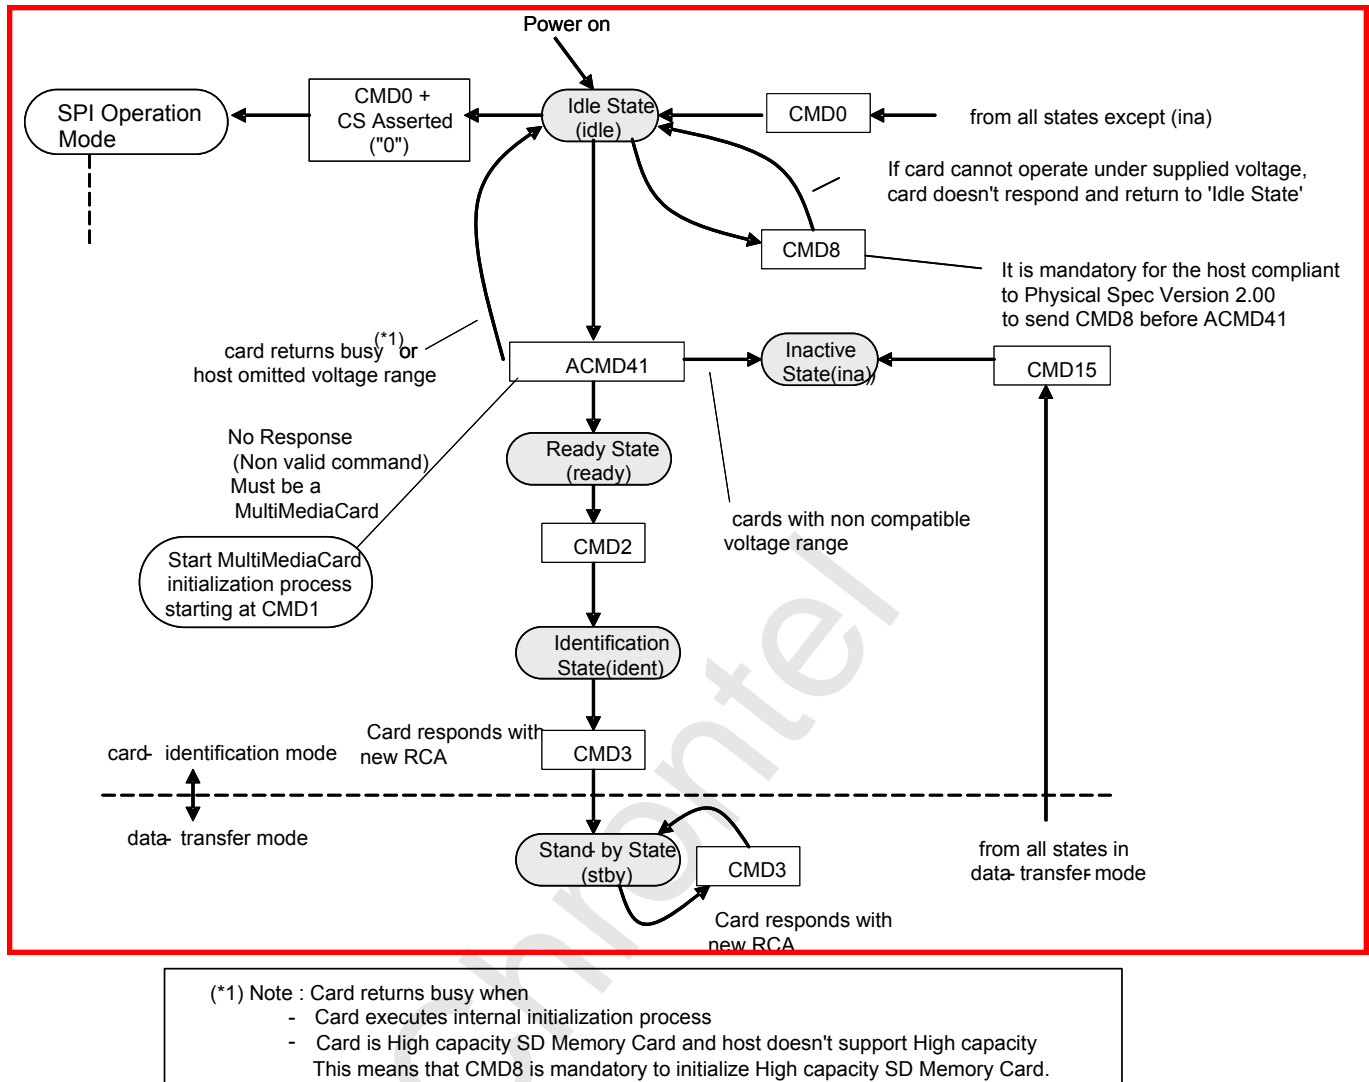 Power on
SPI Operation
Mode
CMD0 +
CS Asserted
("0")
Idle State
(idle)
CMD0
from all states except (ina)
If card cannot operate under supplied voltage,
card doesn't respond and return to 'Idle State'
CMD8
It is mandatory for the host compliant
to Physical Spec Version 2.00
to send CMD8 before ACMD41
card returns busy (*1) or
host omitted voltage range
ACMD41
Inactive
State(ina)
CMD15
No Response
(Non valid command)
Must be a
MultiMediaCard
Ready State
(ready)
cards with non compatible
voltage range
CMD2
Start MultiMediaCard
initialization process
starting at CMD1
Identification
State(ident)
Card responds with
new RCA
CMD3
card- identification mode
data- transfer mode
Stand- by State
(stby)
CMD3
Card responds with
new RCA
from all states in
data- transfer mode
(*1) Note : Card returns busy when
- Card executes internal initialization process
- Card is High capacity SD Memory Card and host doesn't support High capacity
This means that CMD8 is mandatory to initialize High capacity SD Memory Card.
Chrontel